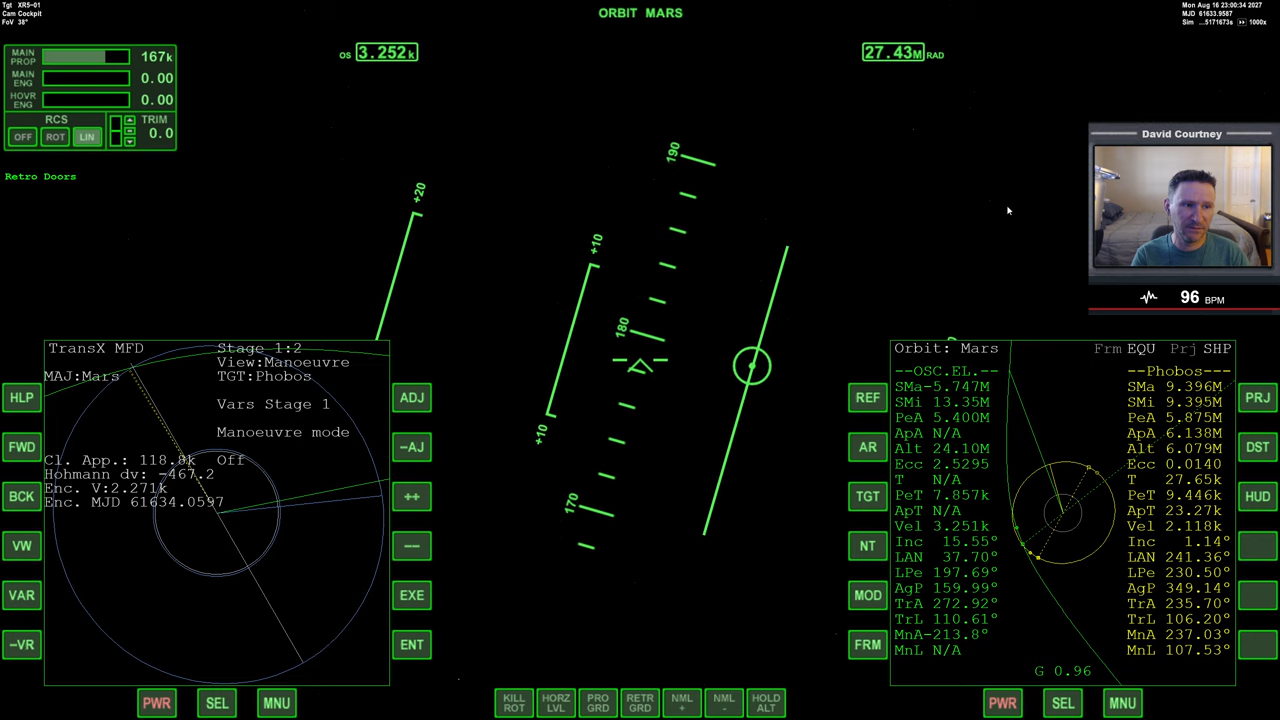 Tgt XR5-01
Cam Cockpit
FoV 38°
ORBIT MARS
Mon Aug 16 23:00:34 2027
MJD 61633.9587
Sim ...5171673s 1000x
OS 3.252k
27.43M RAD
MAIN PROP 167k
MAIN ENG 0.00
HOVR ENG 0.00
RCS
TRIM
0.0
OFF ROT LIN
Retro Doors
David Courtney
96 BPM
+20
+10
+10
190
180
170
TransX MFD Stage 1:2
View:Manoeuvre
MAJ:Mars TGT:Phobos
Vars Stage 1
Manoeuvre mode
Cl. App.: 118.8k Off
Hohmann dv: -467.2
Enc. V:2.271k
Enc. MJD 61634.0597
HLP
FWD
BCK
VW
VAR
-VR
ADJ
-AJ
++
--
EXE
ENT
PWR SEL MNU
KILL ROT
HORZ LVL
PRO GRD
RETR GRD
NML +
NML -
HOLD ALT
Orbit: Mars Frm EQU Prj SHP
--OSC.EL.-- --Phobos---
SMa-5.747M SMa 9.396M
SMi 13.35M SMi 9.395M
PeA 5.400M PeA 5.875M
ApA N/A ApA 6.138M
Alt 24.10M Alt 6.079M
Ecc 2.5295 Ecc 0.0140
T N/A T 27.65k
PeT 7.857k PeT 9.446k
ApT N/A ApT 23.27k
Vel 3.251k Vel 2.118k
Inc 15.55° Inc 1.14°
LAN 37.70° LAN 241.36°
LPe 197.69° LPe 230.50°
AgP 159.99° AgP 349.14°
TrA 272.92° TrA 235.70°
TrL 110.61° TrL 106.20°
MnA-213.8° MnA 237.03°
MnL N/A MnL 107.53°
G 0.96
REF
AR
TGT
NT
MOD
FRM
PRJ
DST
HUD
PWR SEL MNU